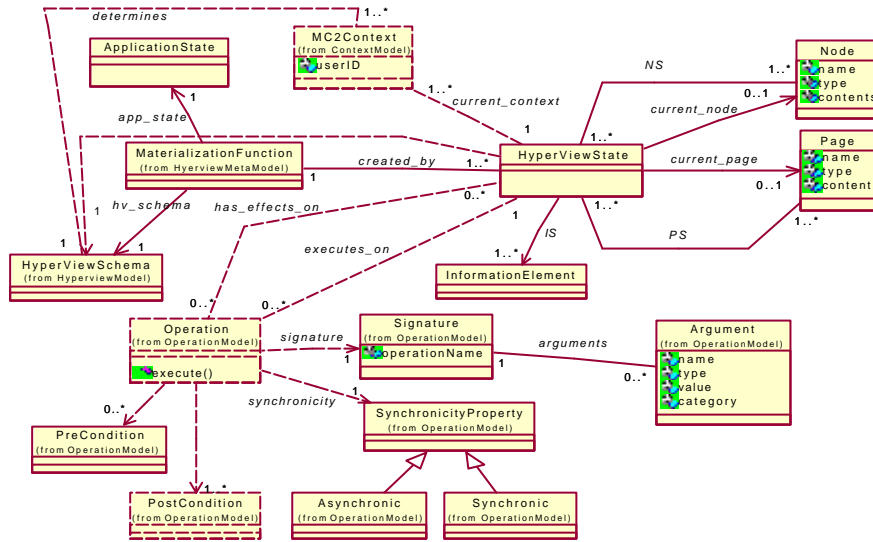 determines
1
1..*
MC2Context
(from ContextModel)
userID
ApplicationState
Node
name
type
contents
NS
1..*
1..*
current_context
1
1
app_state
current_node
0..1
1..*
Page
name
type
content
MaterializationFunction
(from HyerviewMetaModel)
created_by
1
1..*
HyperViewState
current_page
0..1
0..*
1
1..*
1..*
hv_schema
has_effects_on
1
1
1
executes_on
IS
PS
1..*
HyperViewSchema
(from HyperviewModel)
InformationElement
0..*
0..*
Operation
(from OperationModel)
execute()
signature
1
Signature
(from OperationModel)
operationName
1
arguments
0..*
Argument
(from OperationModel)
name
type
value
category
synchronicity
1
0..*
SynchronicityProperty
(from OperationModel)
PreCondition
(from OperationModel)
1..*
PostCondition
(from OperationModel)
Asynchronic
(from OperationModel)
Synchronic
(from OperationModel)